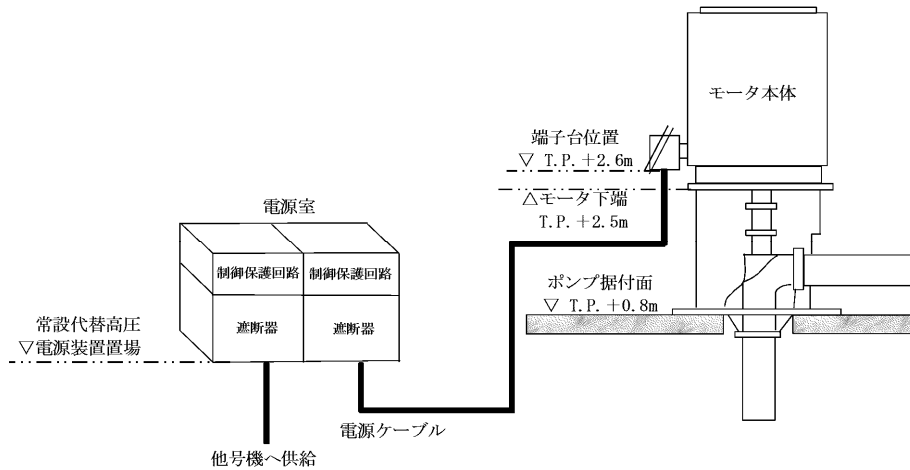 モータ本体
端子台位置
▽ T.P.+2.6m
△モータ下端
T.P.+2.5m
電源室
制御保護回路
制御保護回路
ポンプ据付面
▽ T.P.+0.8m
遮断器
遮断器
常設代替高圧
▽電源装置置場
電源ケーブル
他号機へ供給